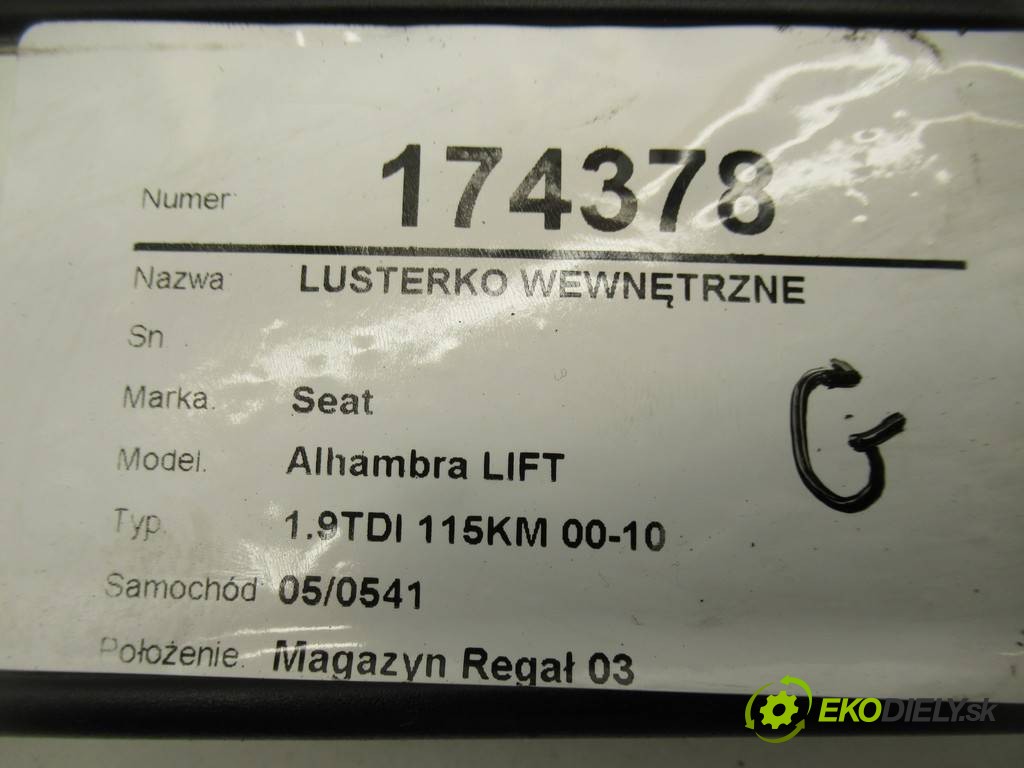 Numer 174378
Nazwa LUSTERKO WEWNĘTRZNE
Sn
Marka. Seat
Model. Alhambra LIFT
Typ. 1.9TDI 115KM 00-10
Samochód 05/0541
Położenie. Magazyn Regał 03
G
EKODIELY.sk